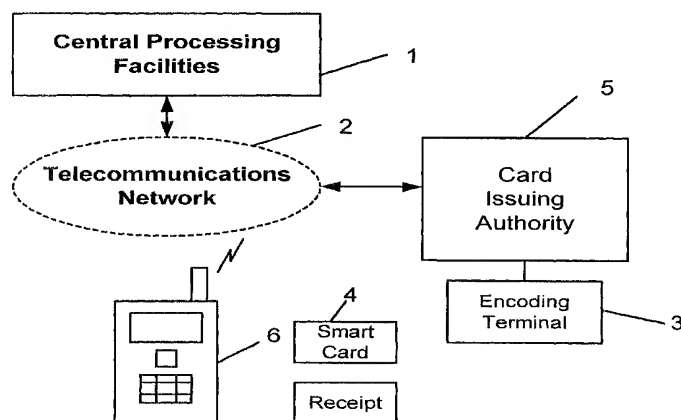 Central Processing
Facilities
1
2
5
Telecommunications
Network
Card
Issuing
Authority
4
6
Smart
Card
Encoding
Terminal
3
Receipt